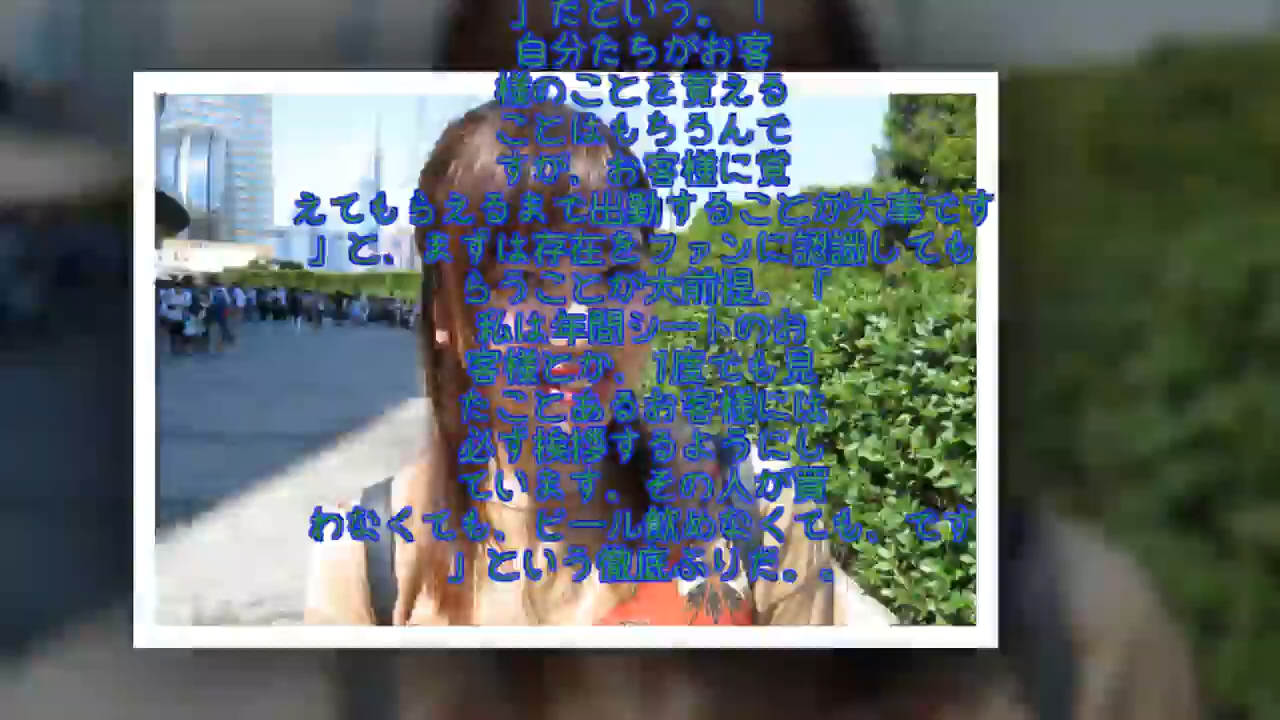 」だという。「
自分たちがお客
様のことを覚える
ことはもちろんで
すが、お客様に覚
えてもらえるまで出勤することが大事です
」と、まずは存在をファンに認識しても
らうことが大前提。「
私は年間シートのお
客様とか、1度でも見
たことあるお客様には
必ず挨拶するようにし
ています。その人が買
わなくても、ビール飲めなくても、です
」という徹底ぶりだ。。